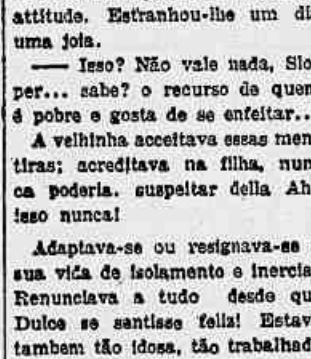 attitude. Estranhou-lhe um di
uma joia.
— Isso? Não vale nada, Slo
per... sabe? o recurso de quen
é pobre e gosta de se enfeitar..
A velhinha acceitava essas men
tiras; acreditava na filha, nun
ca poderia. suspeitar della Ah
isso nunca!
Adaptava-se ou resignava-se
sua vida de isolamento e inercia
Renunciava a tudo desde qu
Dulce se sentisse feliz! Estav
tambem tão idosa, tão trabalhad